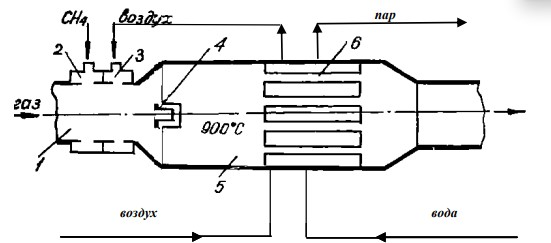 CH₄ воздух пар
2 3 4 6
газ 900°C
1 5
воздух вода